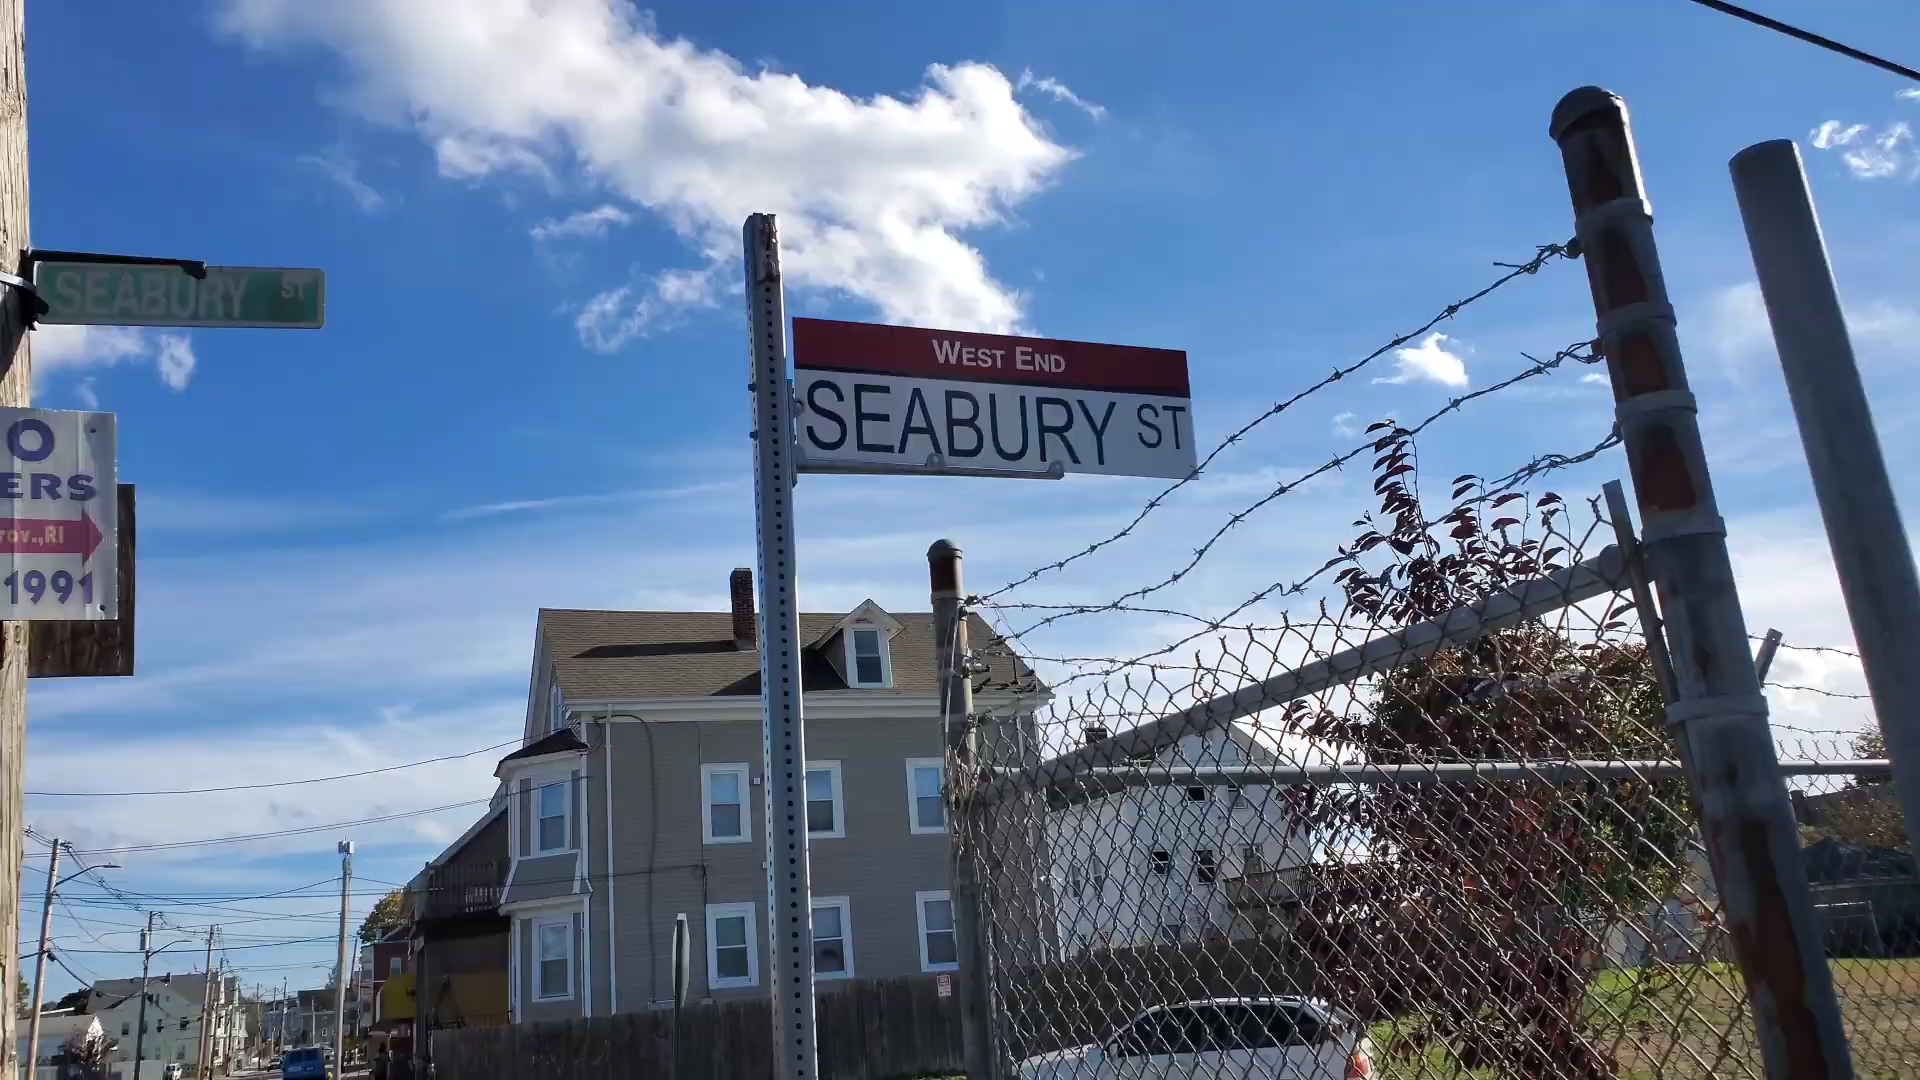 SEABURY ST
O
ERS
rov.,RI
1991
WEST END
SEABURY ST